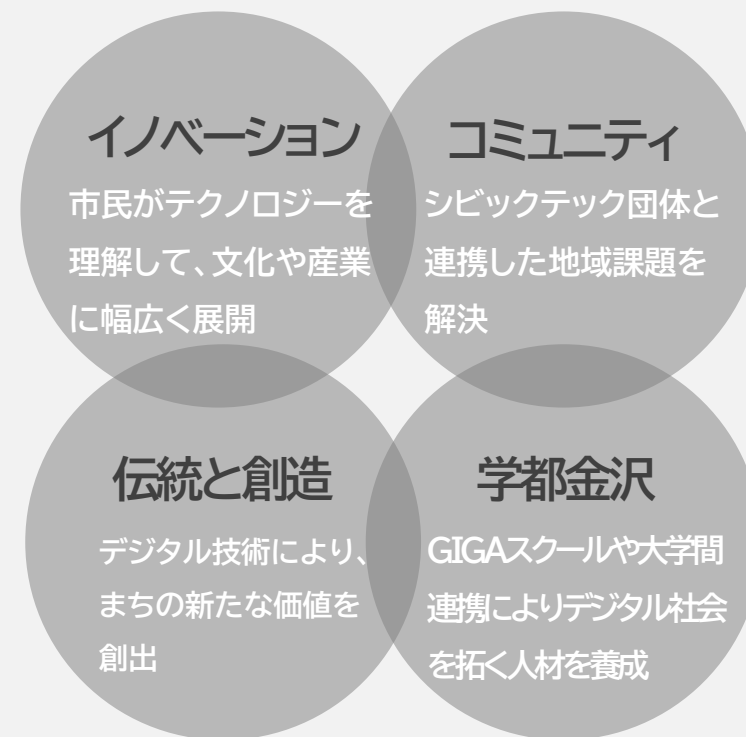 イノベーション
市民がテクノロジーを
理解して、文化や産業
に幅広く展開
コミュニティ
シビックテック団体と
連携した地域課題を
解決
伝統と創造
デジタル技術により、
まちの新たな価値を
創出
学都金沢
GIGAスクールや大学間
連携によりデジタル社会
を拓く人材を養成